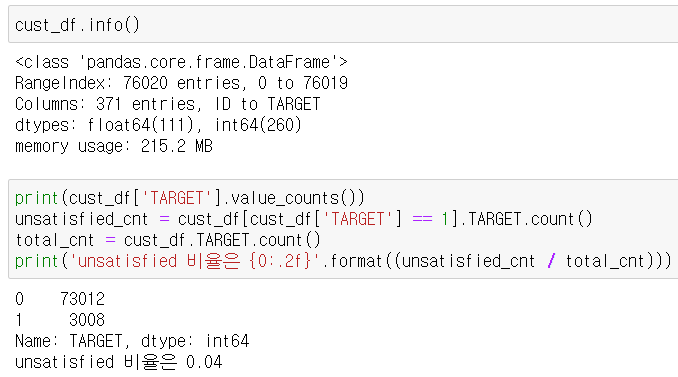 cust_df.info()
<class 'pandas.core.frame.DataFrame'>
RangeIndex: 76020 entries, 0 to 76019
Columns: 371 entries, ID to TARGET
dtypes: float64(111), int64(260)
memory usage: 215.2 MB
print(cust_df['TARGET'].value_counts())
unsatisfied_cnt = cust_df[cust_df['TARGET'] == 1].TARGET.count()
total_cnt = cust_df.TARGET.count()
print('unsatisfied 비율은 {0:.2f}'.format((unsatisfied_cnt / total_cnt)))
0    73012
1     3008
Name: TARGET, dtype: int64
unsatisfied 비율은 0.04